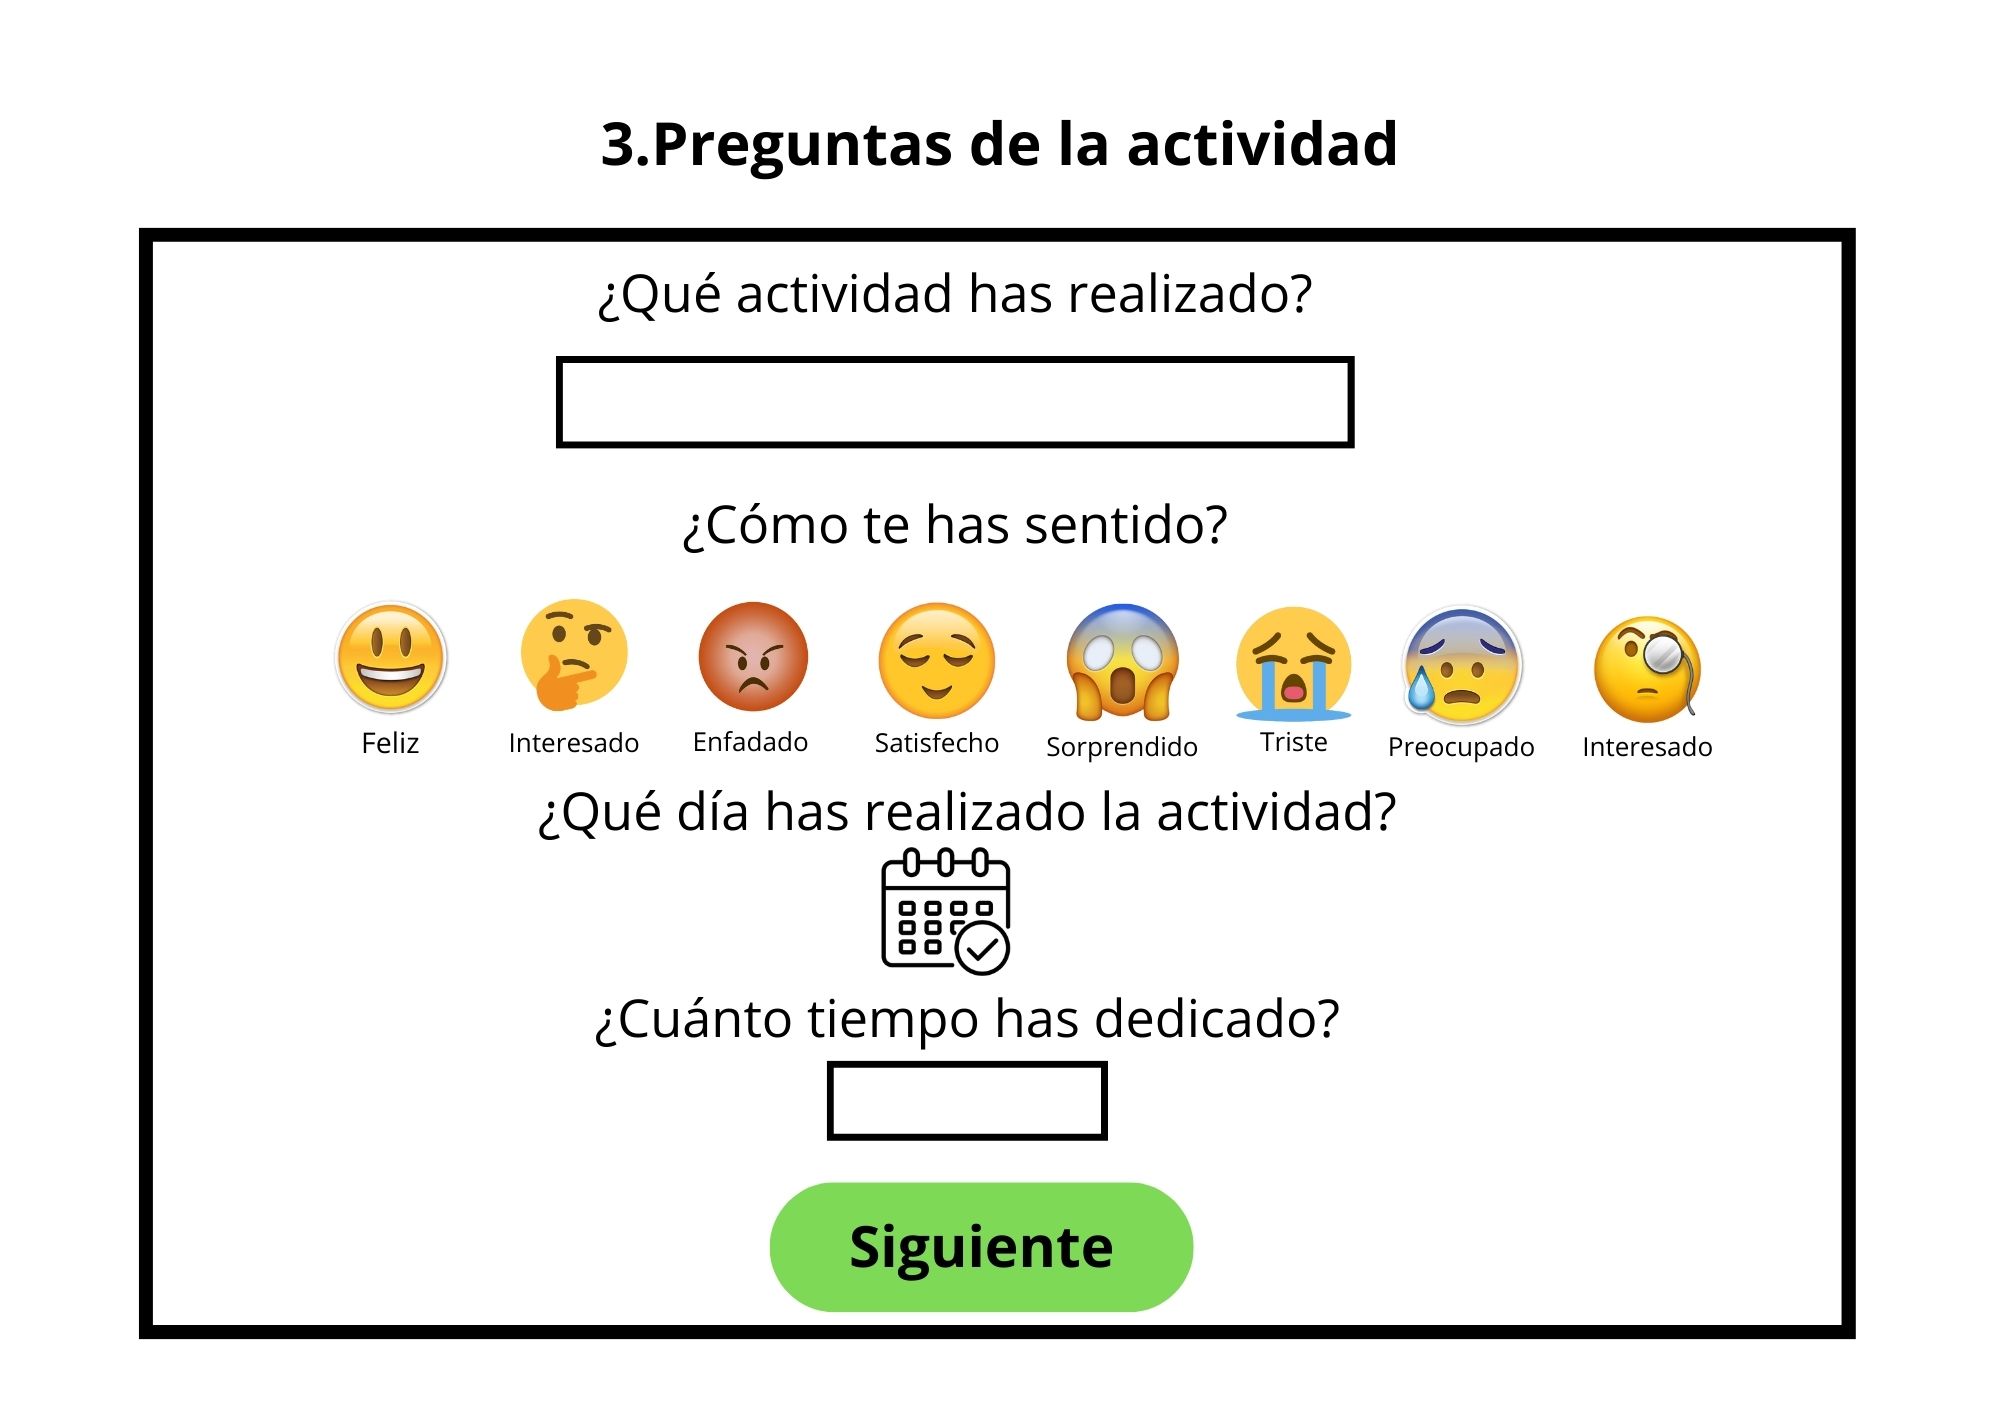 3.Preguntas de la actividad
¿Qué actividad has realizado?
¿Cómo te has sentido?
Feliz Interesado Enfadado Satisfecho Sorprendido Triste Preocupado Interesado
¿Qué día has realizado la actividad?
¿Cuánto tiempo has dedicado?
Siguiente